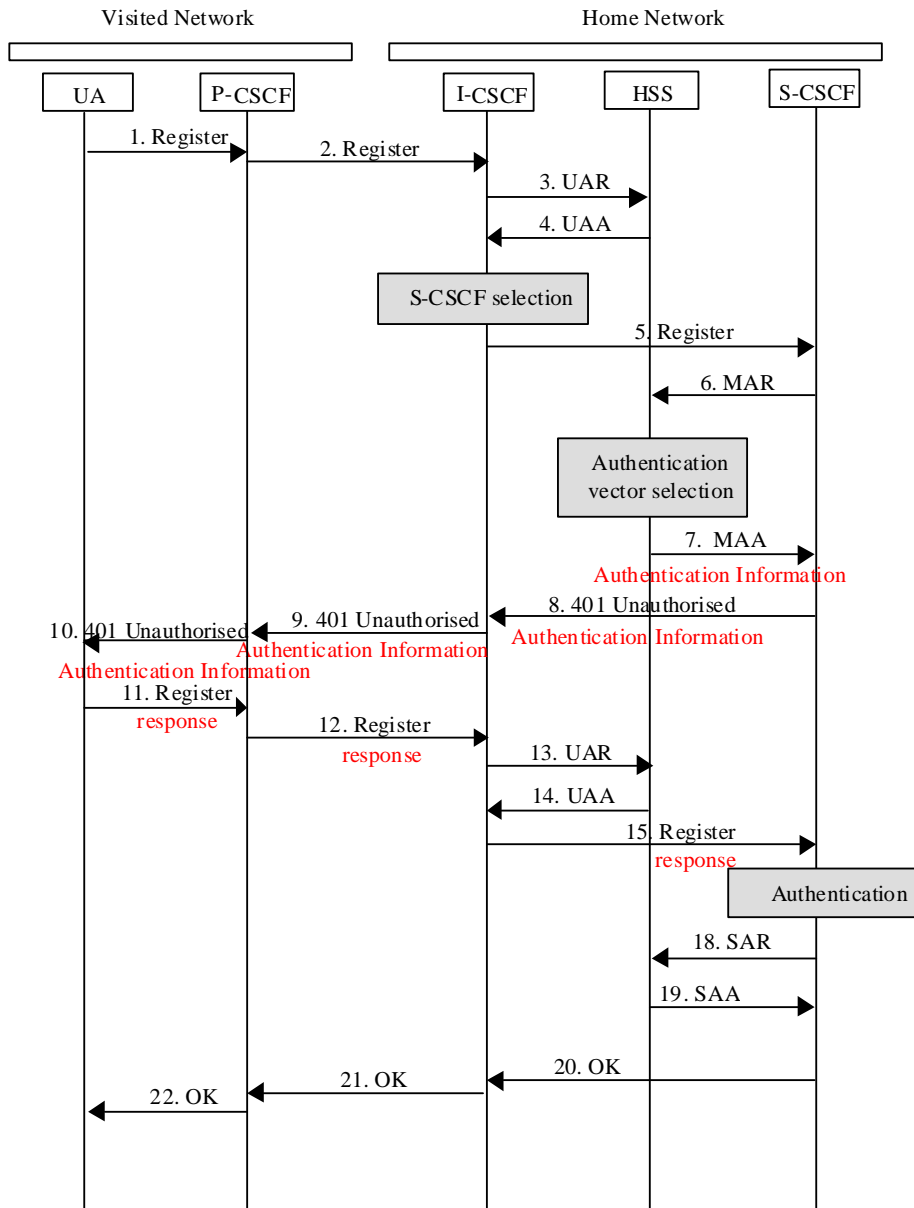 Visited Network
Home Network
UA
P-CSCF
I-CSCF
HSS
S-CSCF
1. Register
2. Register
3. UAR
4. UAA
S-CSCF selection
5. Register
6. MAR
Authentication
vector selection
7. MAA
Authentication Information
8. 401 Unauthorised
Authentication Information
9. 401 Unauthorised
Authentication Information
10. 401 Unauthorised
Authentication Information
11. Register
response
12. Register
response
13. UAR
14. UAA
15. Register
response
Authentication
18. SAR
19. SAA
20. OK
21. OK
22. OK